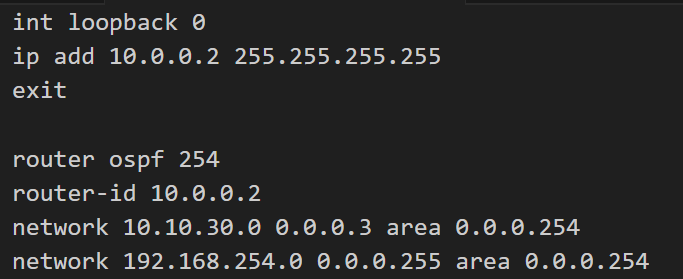 int loopback 0
ip add 10.0.0.2 255.255.255.255
exit
router ospf 254
router-id 10.0.0.2
network 10.10.30.0 0.0.0.3 area 0.0.0.254
network 192.168.254.0 0.0.0.255 area 0.0.0.254